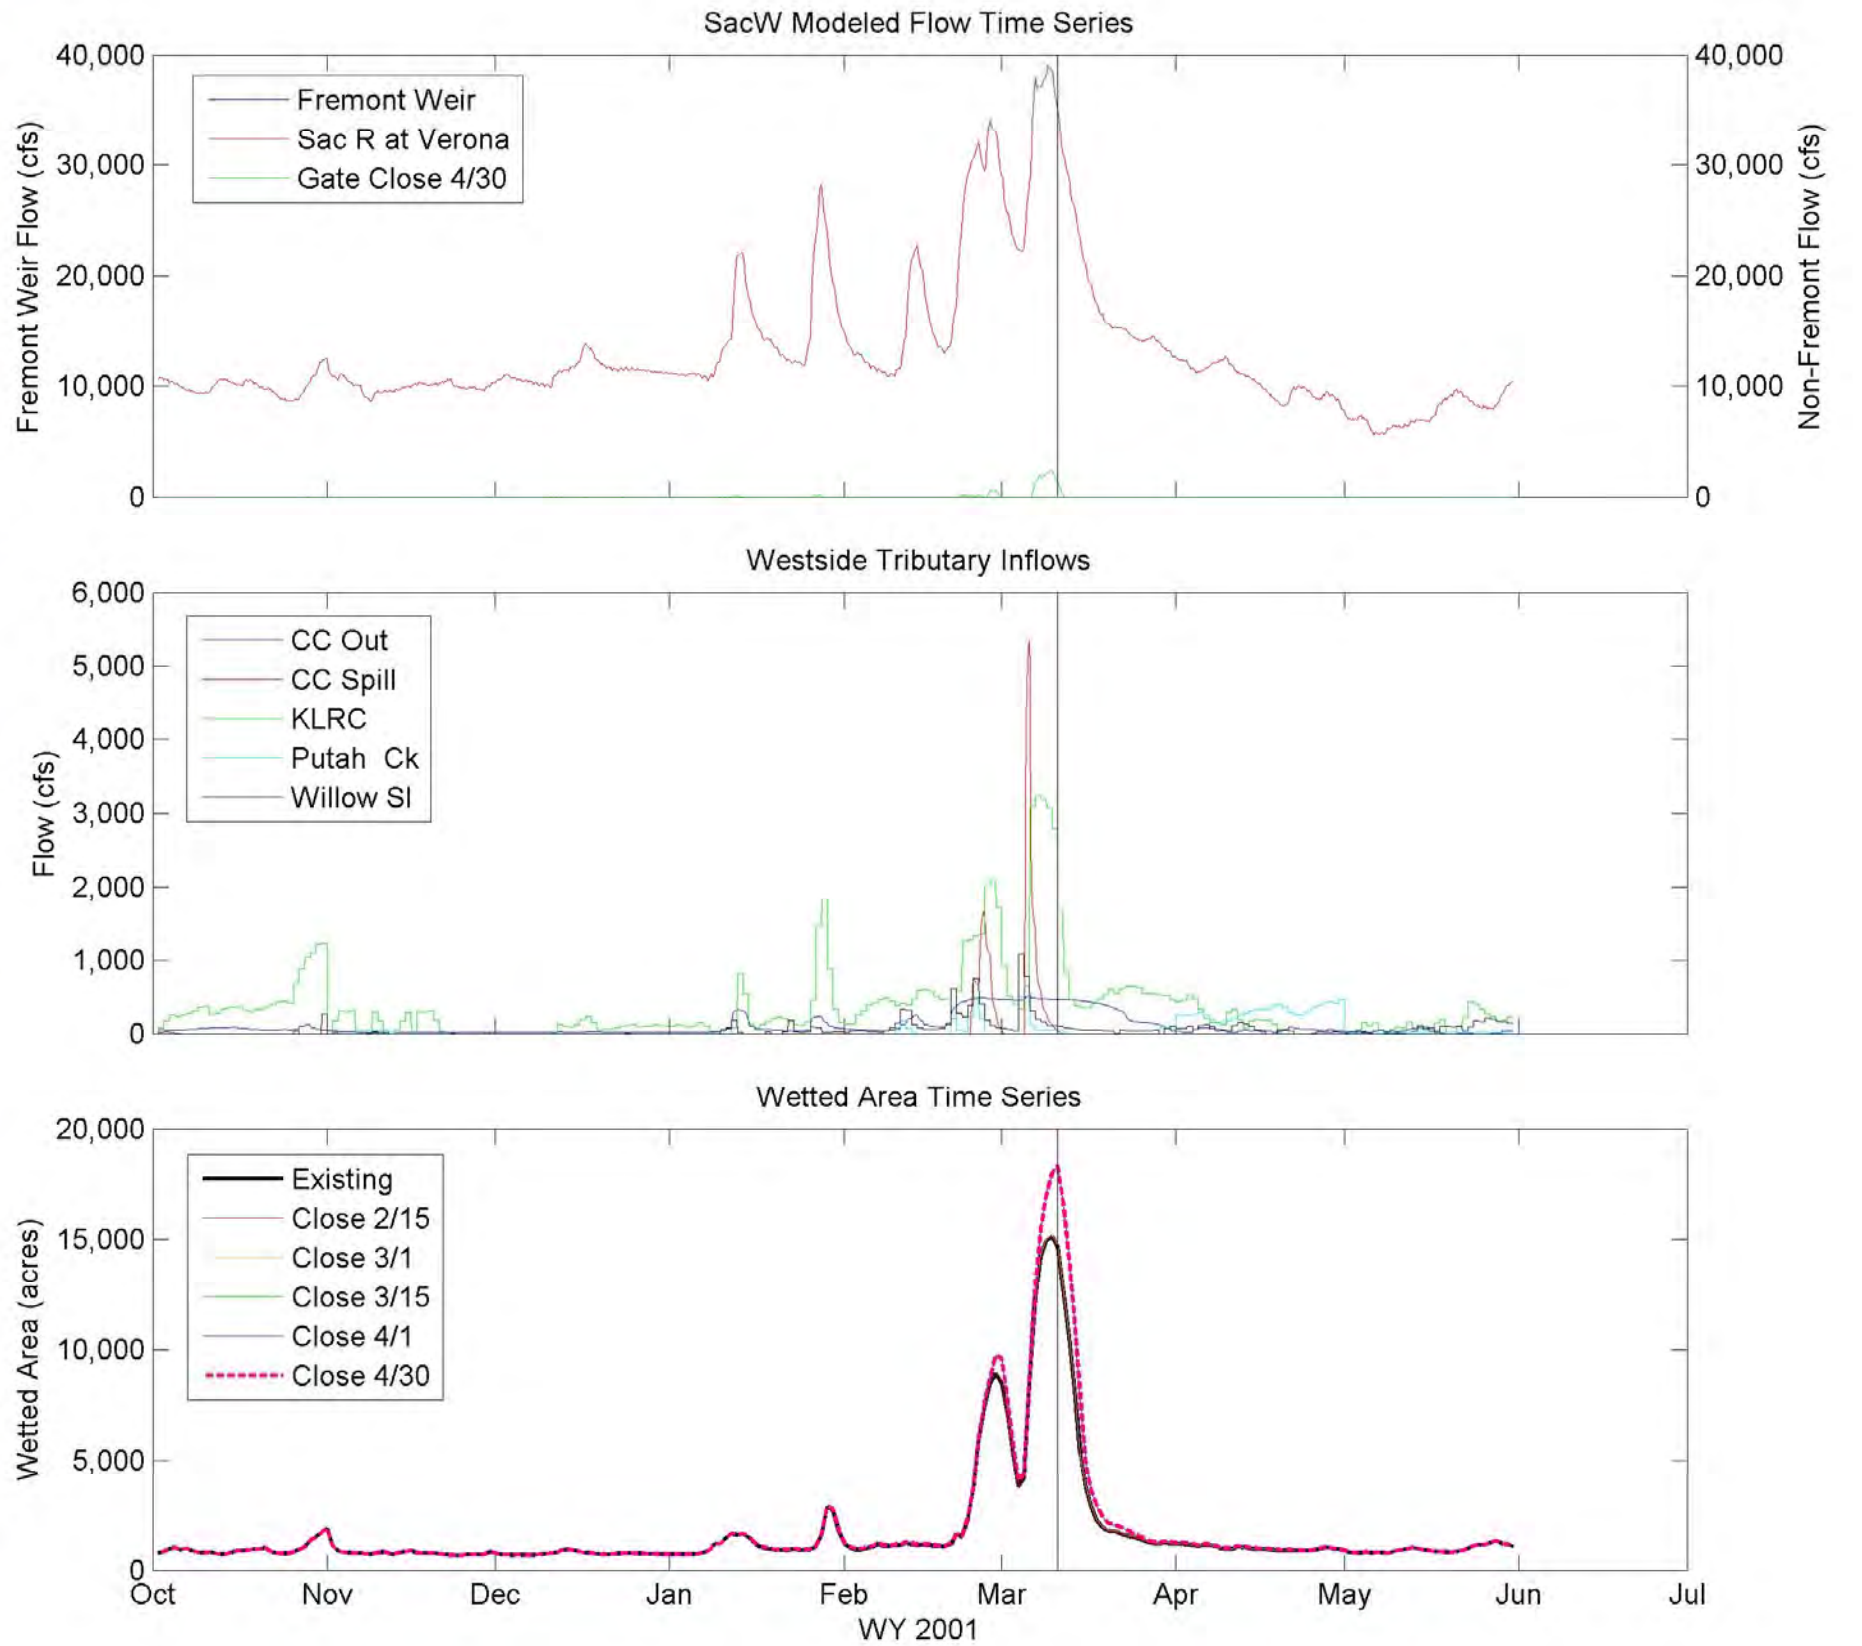 SacW Modeled Flow Time Series
40,000
30,000
20,000
10,000
0
Fremont Weir Flow (cfs)
Fremont Weir
Sac R at Verona
Gate Close 4/30
40,000
30,000
20,000
10,000
0
Non-Fremont Flow (cfs)
Westside Tributary Inflows
6,000
5,000
4,000
3,000
2,000
1,000
0
Flow (cfs)
CC Out
CC Spill
KLRC
Putah Ck
Willow Sl
Wetted Area Time Series
20,000
15,000
10,000
5,000
0
Wetted Area (acres)
Existing
Close 2/15
Close 3/1
Close 3/15
Close 4/1
Close 4/30
Oct Nov Dec Jan Feb Mar Apr May Jun Jul
WY 2001